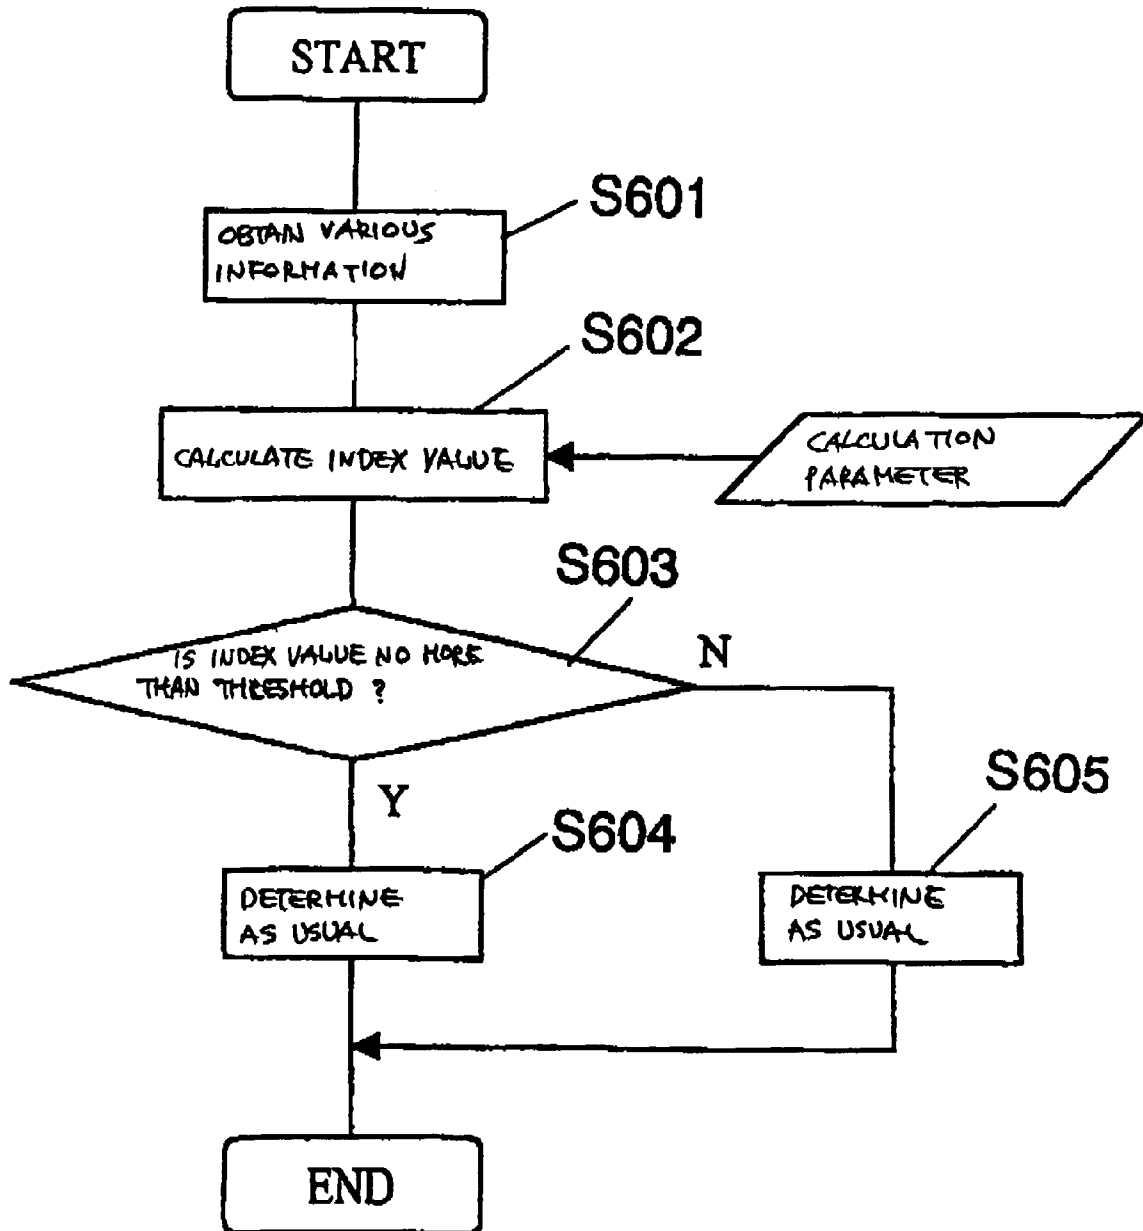 START
S601
OBTAIN VARIOUS
INFORMATION
S602
CALCULATE INDEX VALUE
CALCULATION
PARAMETER
S603
IS INDEX VALUE NO MORE
THAN THRESHOLD ?
N
Y
S604
DETERMINE
AS USUAL
S605
DETERMINE
AS USUAL
END